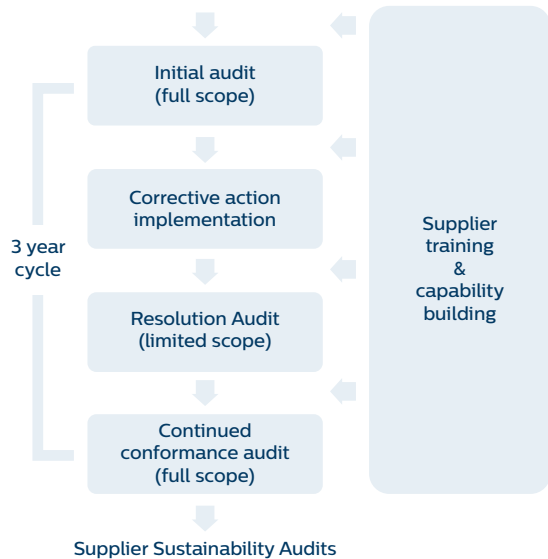 Initial audit
(full scope)
Corrective action
implementation
3 year
cycle
Resolution Audit
(limited scope)
Continued
conformance audit
(full scope)
Supplier
training
&
capability
building
Supplier Sustainability Audits